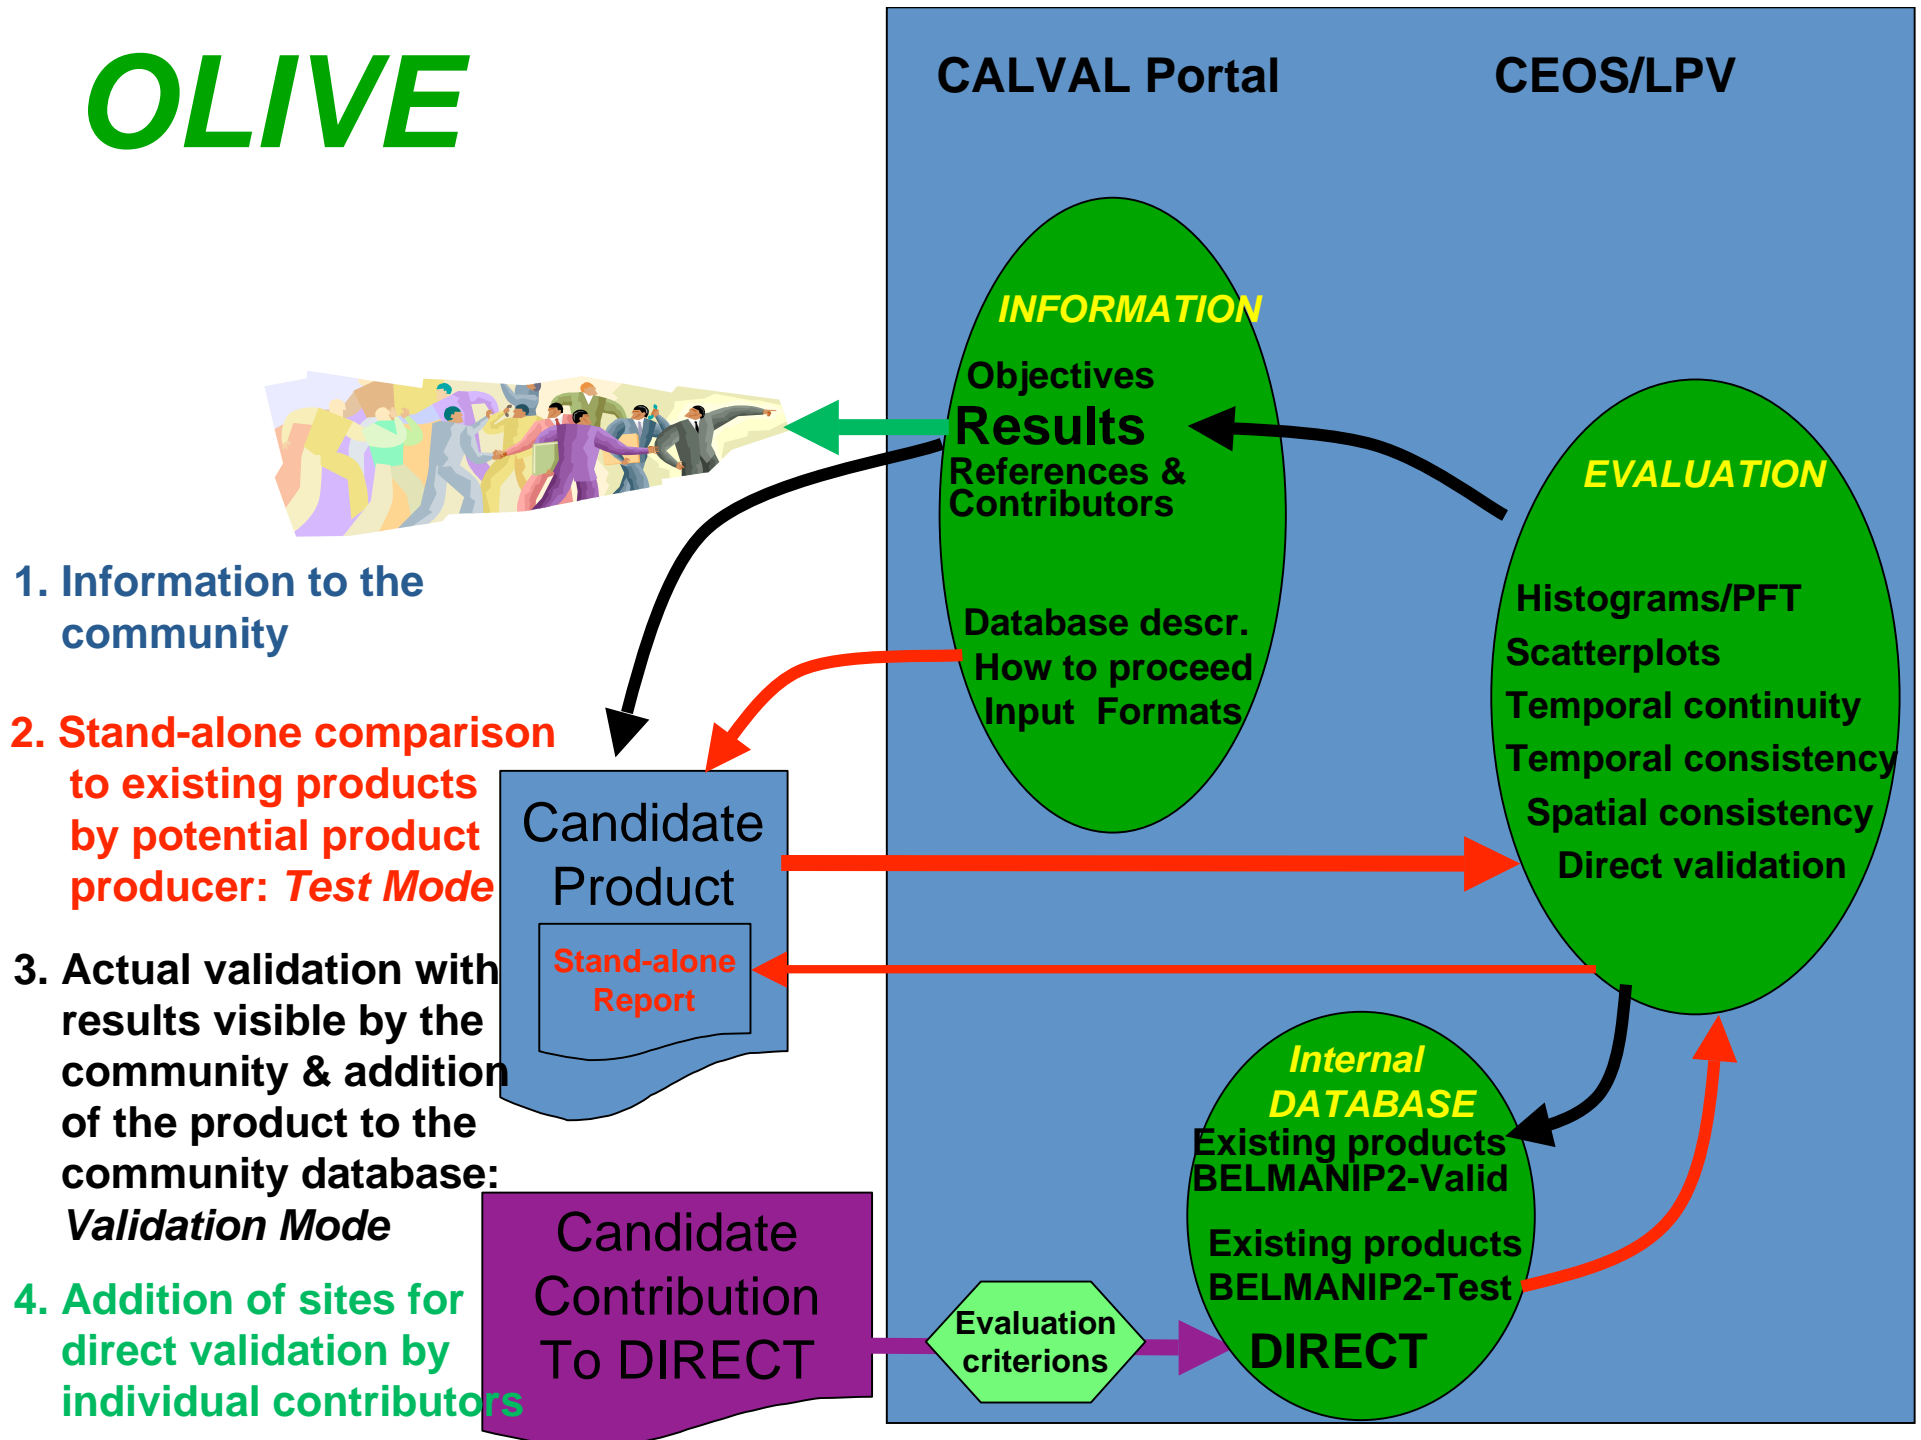 OLIVE
CALVAL Portal
CEOS/LPV
INFORMATION
Objectives
Results
References &
Contributors
Database descr.
How to proceed
Input Formats
EVALUATION
Histograms/PFT
Scatterplots
Temporal continuity
Temporal consistency
Spatial consistency
Direct validation
1. Information to the
community
2. Stand-alone comparison
to existing products
by potential product
producer: Test Mode
3. Actual validation with
results visible by the
community & addition
of the product to the
community database:
Validation Mode
4. Addition of sites for
direct validation by
individual contributors
Candidate
Product
Stand-alone
Report
Internal
DATABASE
Existing products
BELMANIP2-Valid
Existing products
BELMANIP2-Test
DIRECT
Candidate
Contribution
To DIRECT
Evaluation
criterions